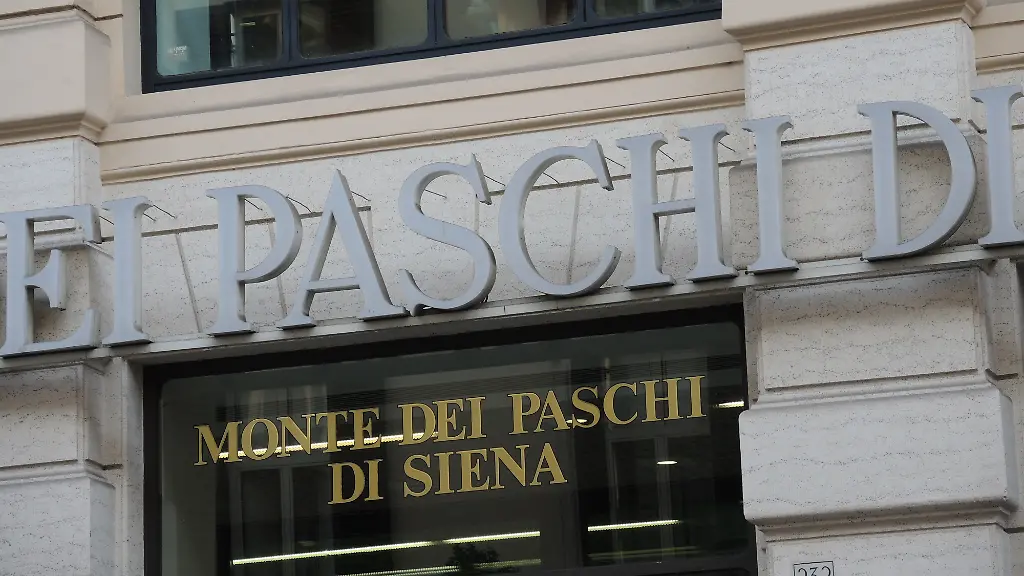 EI PASCHI DI
MONTE DEI PASCHI
DI SIENA
232